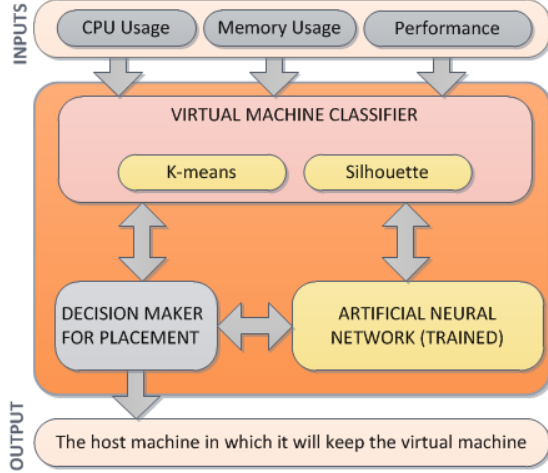 INPUTS
CPU Usage
Memory Usage
Performance
VIRTUAL MACHINE CLASSIFIER
K-means
Silhouette
DECISION MAKER
FOR PLACEMENT
ARTIFICIAL NEURAL
NETWORK (TRAINED)
OUTPUT
The host machine in which it will keep the virtual machine